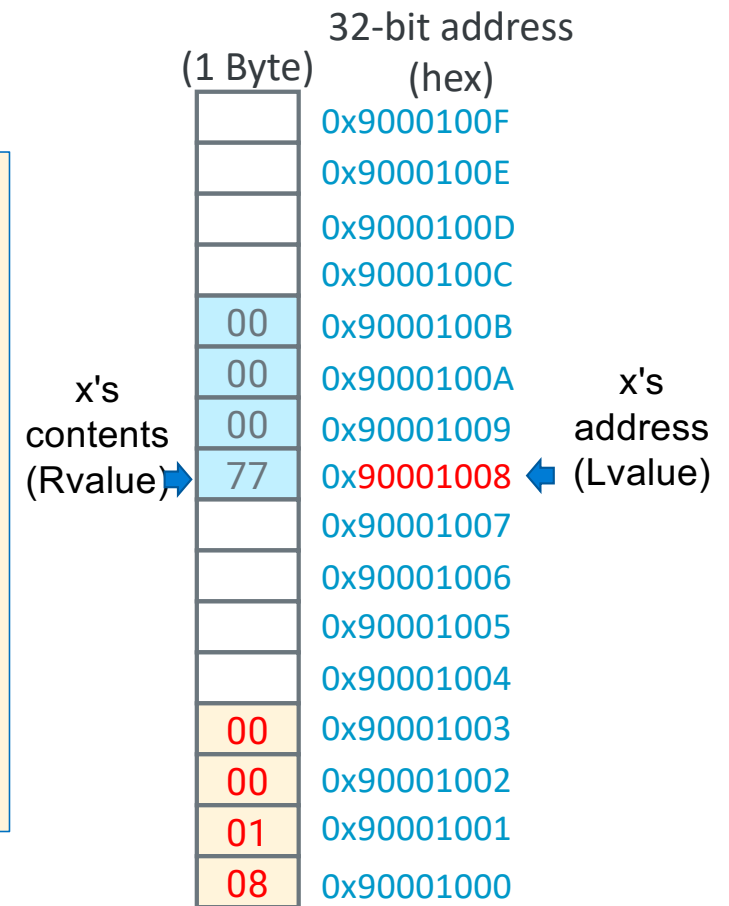 32-bit address
(1 Byte) (hex)
0x9000100F
0x9000100E
0x9000100D
0x9000100C
00 0x9000100B
00 0x9000100A
00 0x90001009
x's
contents
(Rvalue)
77 0x90001008
x's
address
(Lvalue)
0x90001007
0x90001006
0x90001005
0x90001004
00 0x90001003
00 0x90001002
01 0x90001001
08 0x90001000